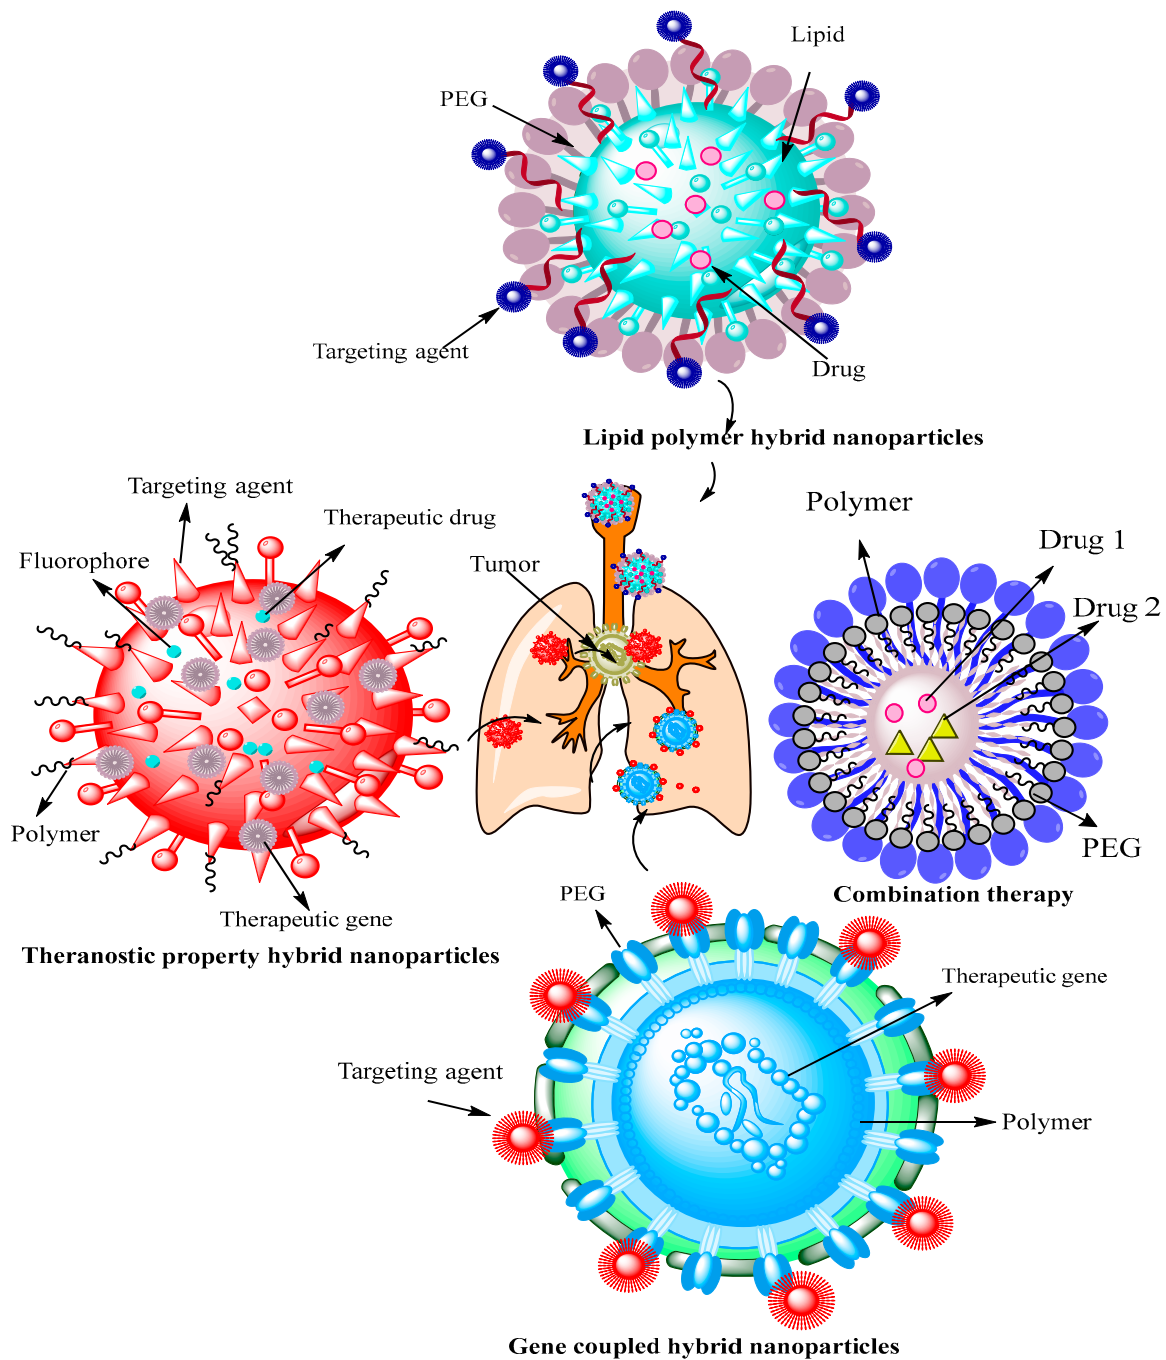 Lipid
PEG
Targeting agent
Drug
Lipid polymer hybrid nanoparticles
Targeting agent
Therapeutic drug
Fluorophore
Polymer
Therapeutic gene
Theranostic property hybrid nanoparticles
Tumor
Polymer
Drug 1
Drug 2
PEG
Combination therapy
PEG
Therapeutic gene
Targeting agent
Polymer
Gene coupled hybrid nanoparticles